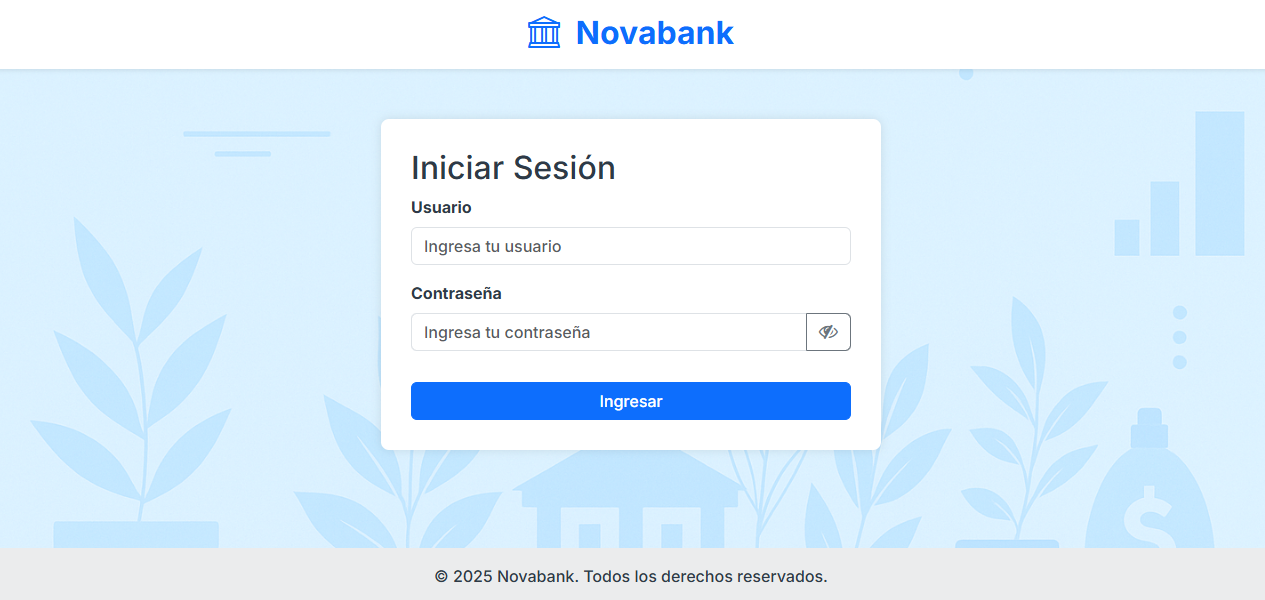 Novabank
Iniciar Sesión
Usuario
Ingresa tu usuario
Contraseña
Ingresa tu contraseña
Ingresar
$
© 2025 Novabank. Todos los derechos reservados.